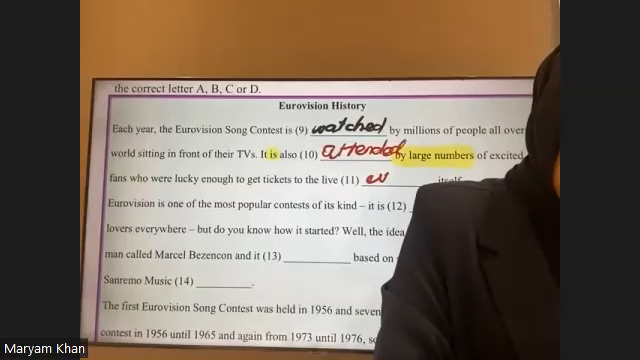 the correct letter A, B, C or D.
Eurovision History
Each year, the Eurovision Song Contest is (9) watched by millions of people all over
world sitting in front of their TVs. It is also (10) attended by large numbers of excited
fans who were lucky enough to get tickets to the live (11) ev itself.
Eurovision is one of the most popular contests of its kind – it is (12)
lovers everywhere – but do you know how it started? Well, the idea
man called Marcel Bezencon and it (13) __________ based on
Sanremo Music (14) _________.
The first Eurovision Song Contest was held in 1956 and seven
contest in 1956 until 1965 and again from 1973 until 1976, so
Maryam Khan